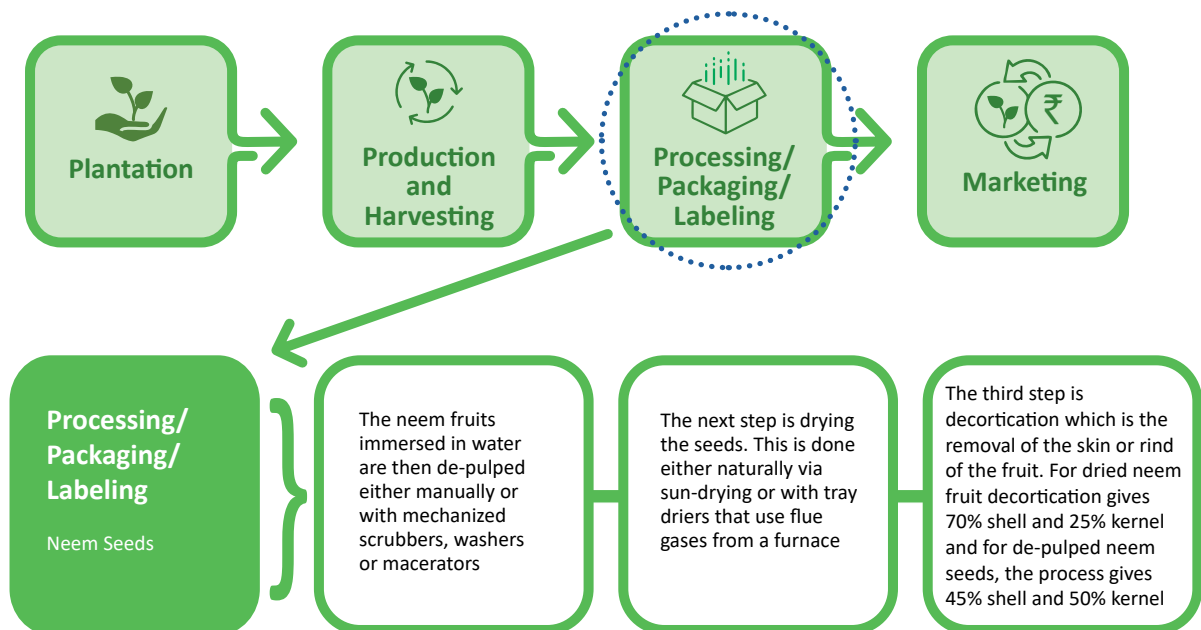 Plantation
Production
and
Harvesting
Processing/
Packaging/
Labeling
₹
Marketing
Processing/
Packaging/
Labeling
Neem Seeds
The neem fruits
immersed in water
are then de-pulped
either manually or
with mechanized
scrubbers, washers
or macerators
The next step is drying
the seeds. This is done
either naturally via
sun-drying or with tray
driers that use flue
gases from a furnace
The third step is
decortication which is the
removal of the skin or rind
of the fruit. For dried neem
fruit decortication gives
70% shell and 25% kernel
and for de-pulped neem
seeds, the process gives
45% shell and 50% kernel